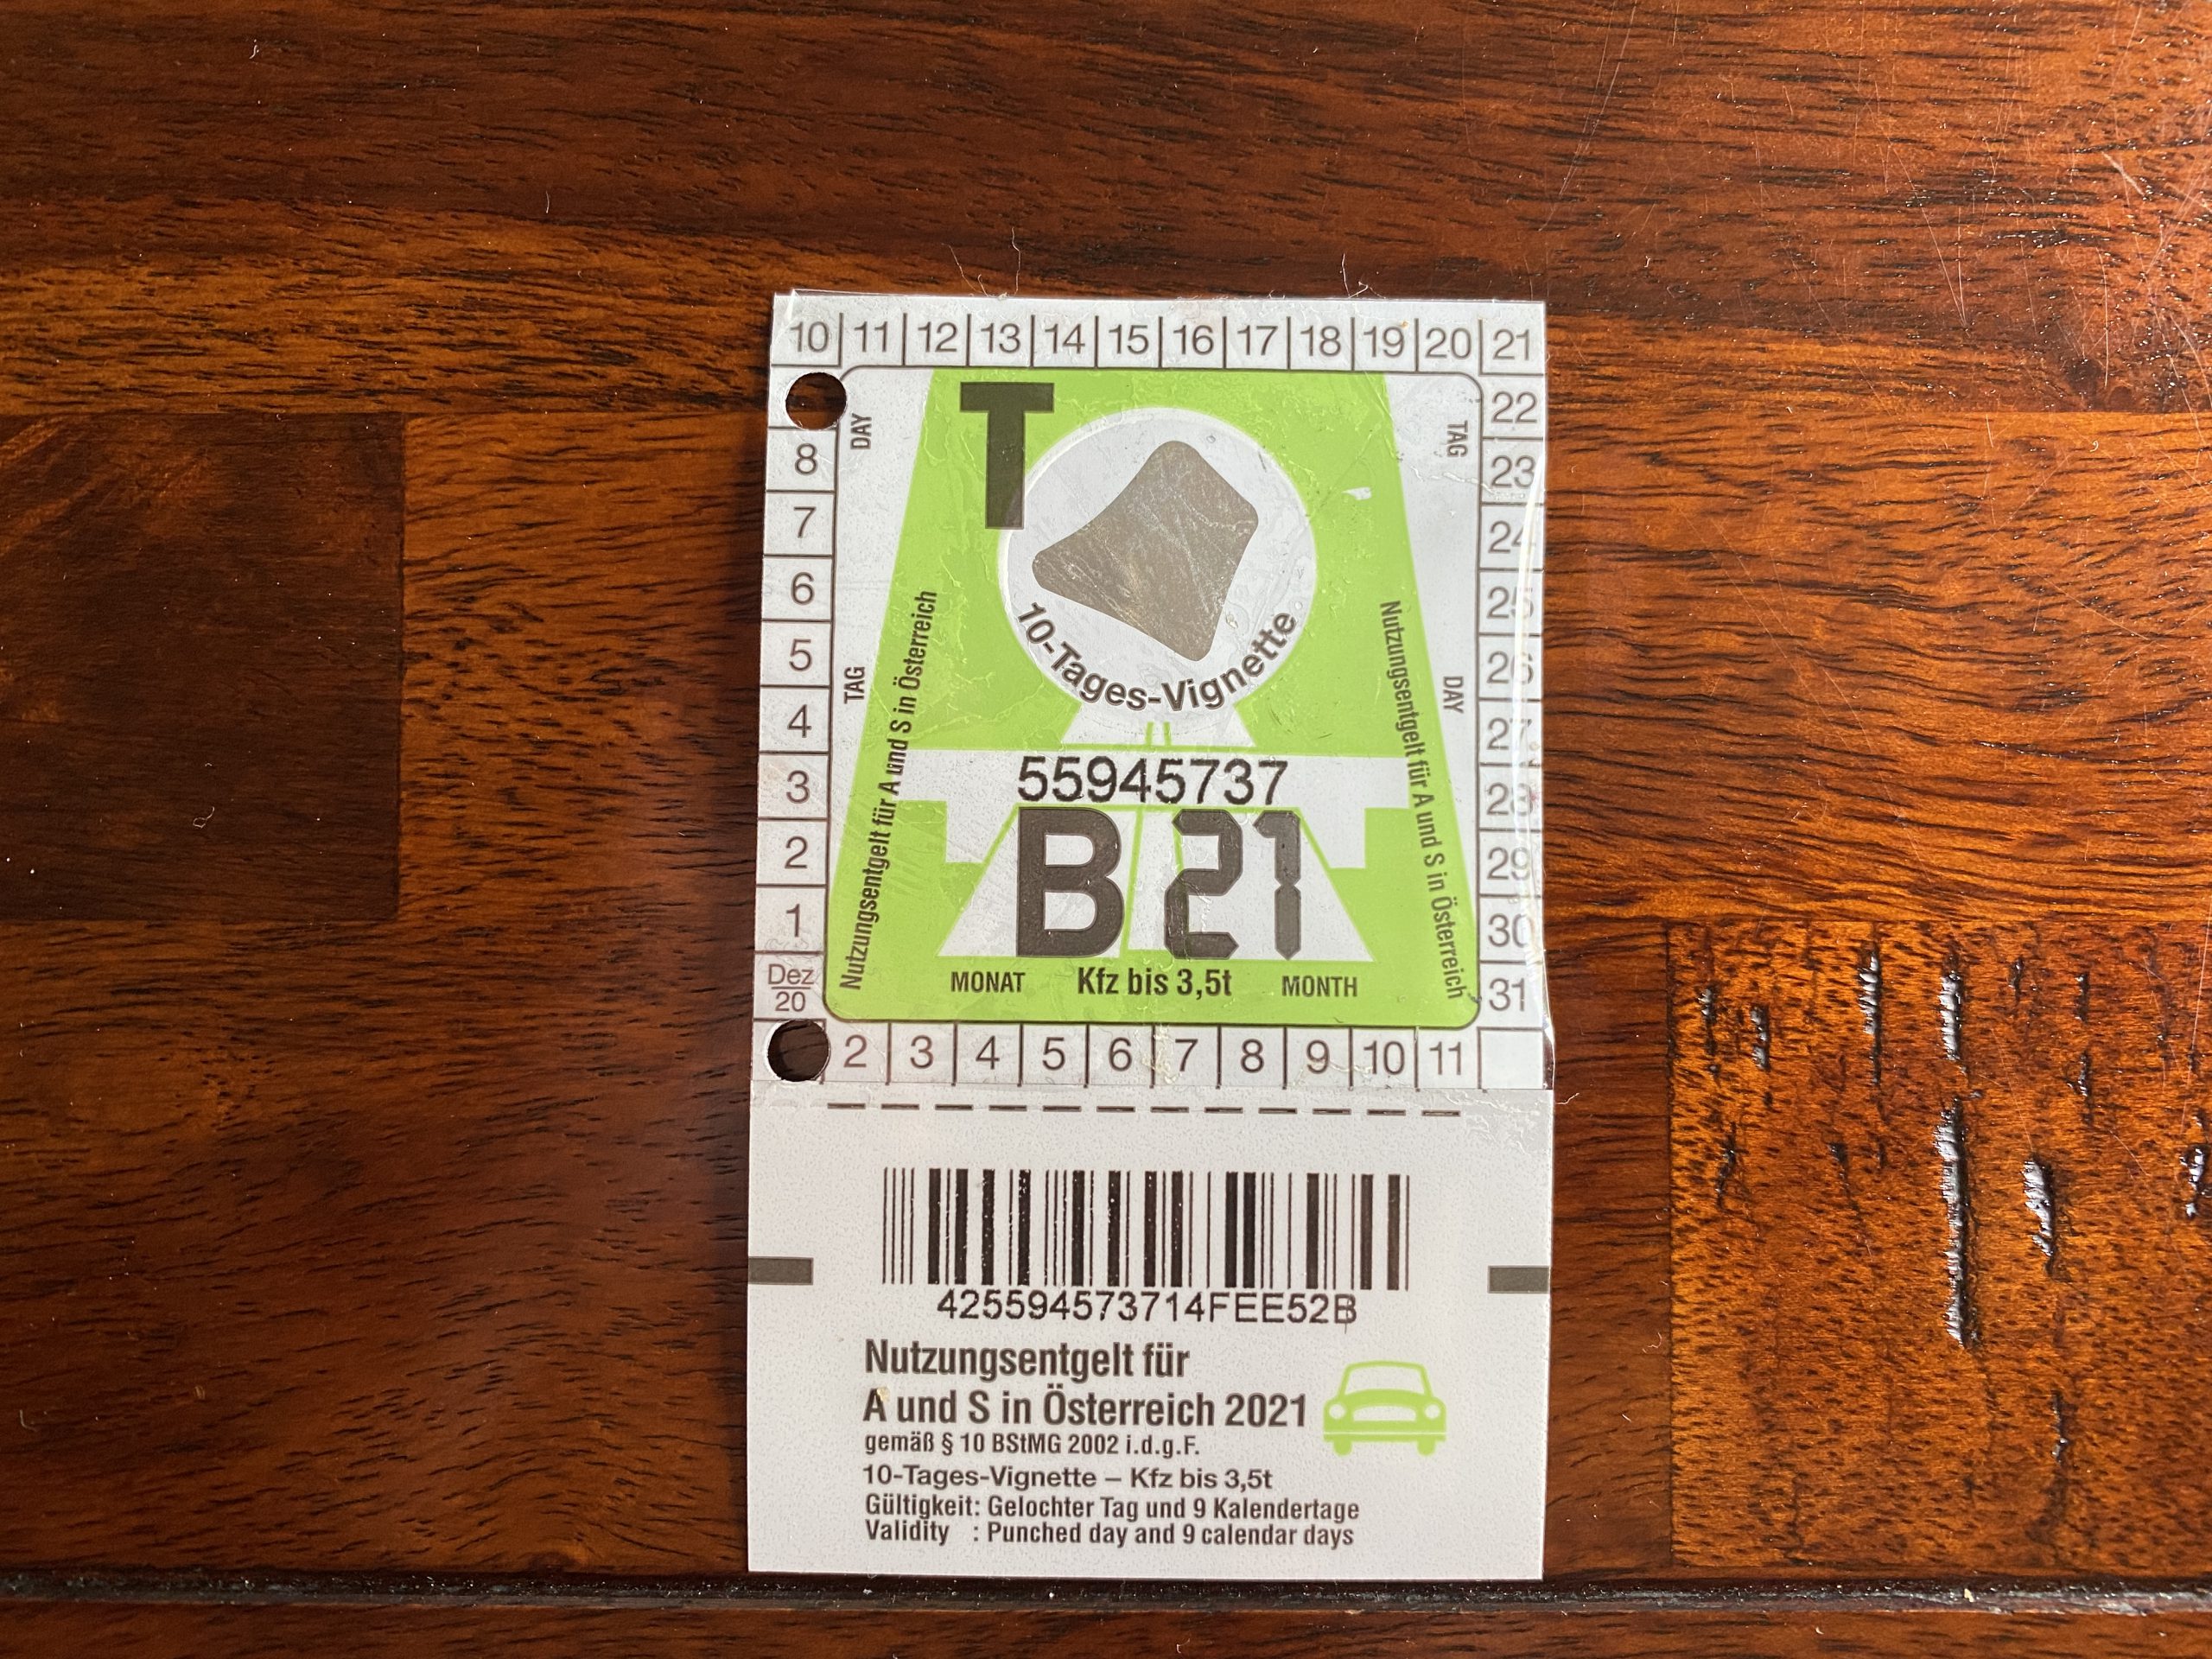 10 11 12 13 14 15 16 17 18 19 20 21
T
DAY
TAG
22
8
23
7
24
6
25
5
26
4
27
3
28
2
29
1
30
Dez
20
31
TAG
DAY
Nutzungsentgelt für A und S in Österreich
Nutzungsentgelt für A und S in Österreich
10-Tages-Vignette
55945737
B 21
MONAT Kfz bis 3,5t MONTH
2 3 4 5 6 7 8 9 10 11
425594573714FEE52B
Nutzungsentgelt für
A und S in Österreich 2021
gemäß § 10 BStMG 2002 i.d.g.F.
10-Tages-Vignette – Kfz bis 3,5t
Gültigkeit: Gelochter Tag und 9 Kalendertage
Validity : Punched day and 9 calendar days